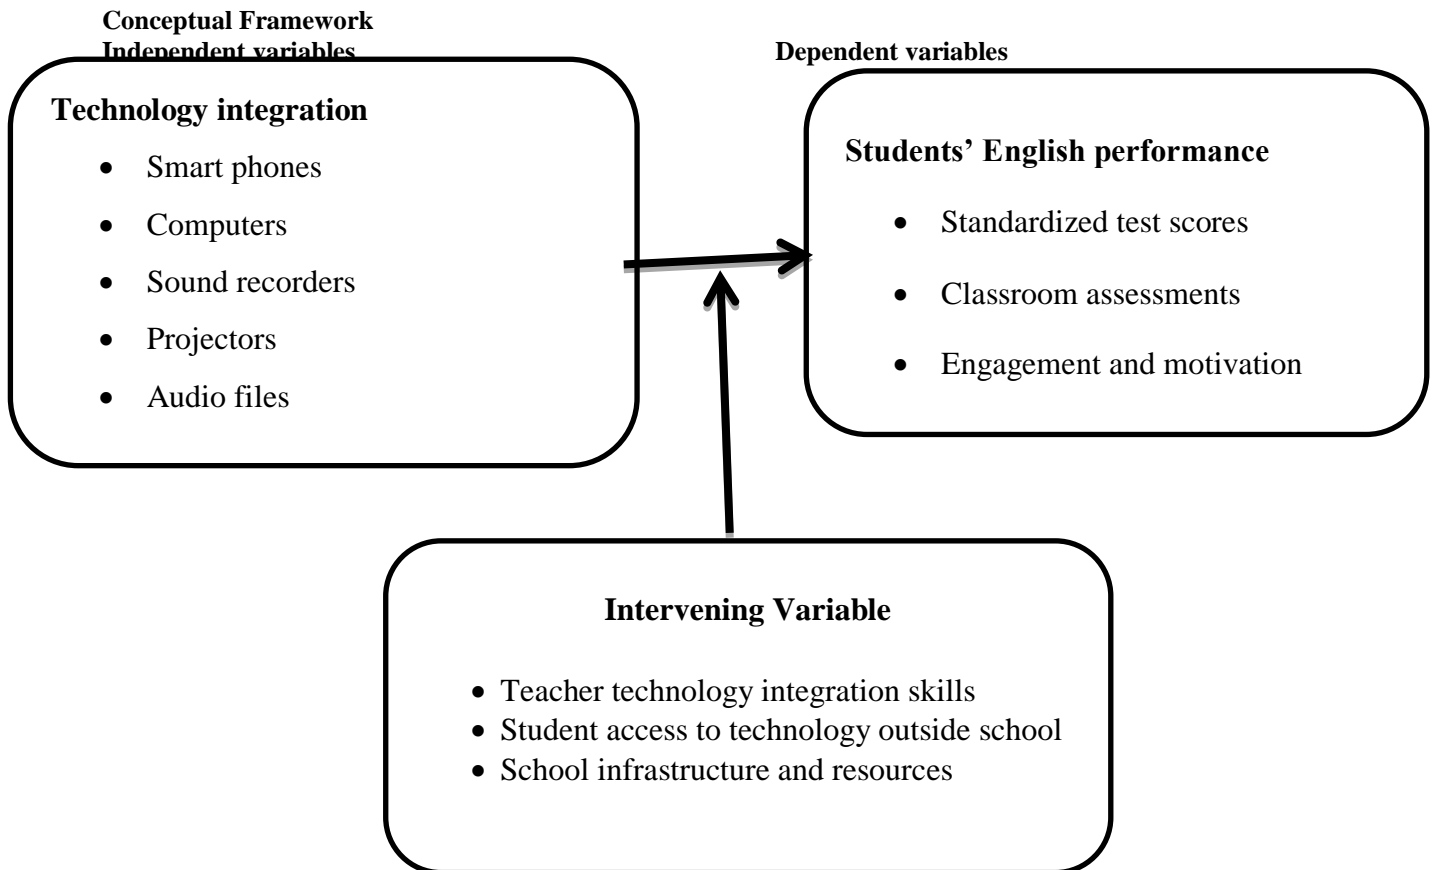 Conceptual Framework
Independent variables
Dependent variables
Technology integration
• Smart phones
• Computers
• Sound recorders
• Projectors
• Audio files
Students’ English performance
• Standardized test scores
• Classroom assessments
• Engagement and motivation
Intervening Variable
• Teacher technology integration skills
• Student access to technology outside school
• School infrastructure and resources